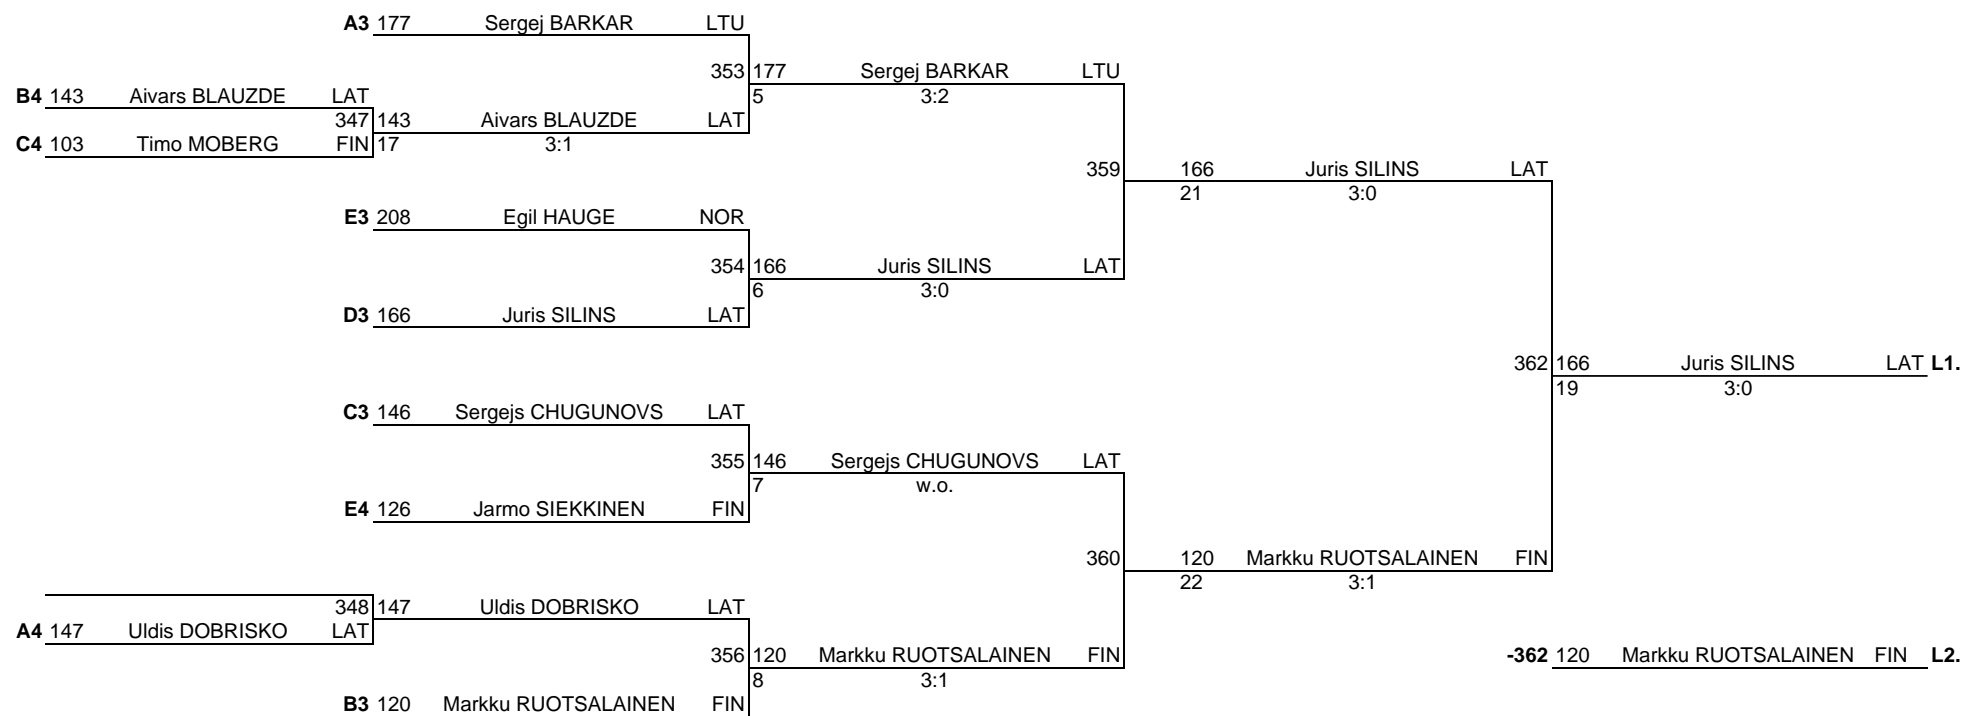 A3 177 Sergej BARKAR LTU
353 177 Sergej BARKAR LTU
B4 143 Aivars BLAUZDE LAT 5 3:2
347 143 Aivars BLAUZDE LAT
C4 103 Timo MOBERG FIN 17 3:1
359 166 Juris SILINS LAT
21 3:0
E3 208 Egil HAUGE NOR
354 166 Juris SILINS LAT
6 3:0
D3 166 Juris SILINS LAT
362 166 Juris SILINS LAT L1.
19 3:0
C3 146 Sergejs CHUGUNOVS LAT
355 146 Sergejs CHUGUNOVS LAT
7 w.o.
E4 126 Jarmo SIEKKINEN FIN
360 120 Markku RUOTSALAINEN FIN
22 3:1
348 147 Uldis DOBRISKO LAT
A4 147 Uldis DOBRISKO LAT
356 120 Markku RUOTSALAINEN FIN -362 120 Markku RUOTSALAINEN FIN L2.
8 3:1
B3 120 Markku RUOTSALAINEN FIN